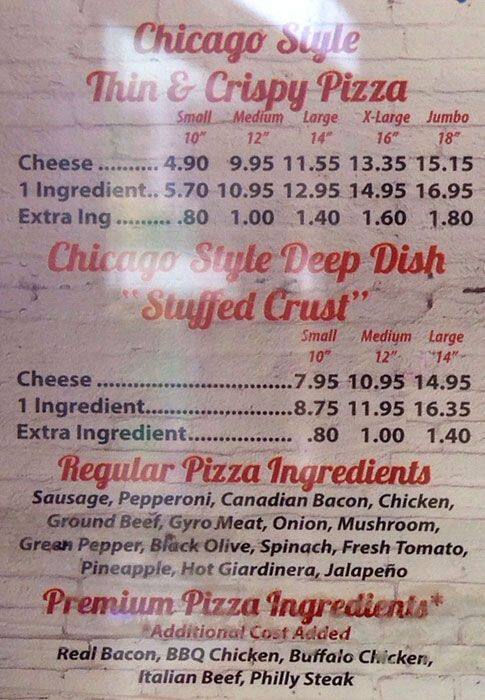 Chicago Style
Thin & Crispy Pizza
Small Medium Large X-Large Jumbo
10" 12" 14" 16" 18"
Cheese .......... 4.90 9.95 11.55 13.35 15.15
1 Ingredient.. 5.70 10.95 12.95 14.95 16.95
Extra Ing ......... .80 1.00 1.40 1.60 1.80
Chicago Style Deep Dish
"Stuffed Crust"
Small Medium Large
10" 12" 14"
Cheese ................................7.95 10.95 14.95
1 Ingredient........................8.75 11.95 16.35
Extra Ingredient................. .80 1.00 1.40
Regular Pizza Ingredients
Sausage, Pepperoni, Canadian Bacon, Chicken,
Ground Beef, Gyro Meat, Onion, Mushroom,
Green Pepper, Black Olive, Spinach, Fresh Tomato,
Pineapple, Hot Giardinera, Jalapeño
Premium Pizza Ingredients*
*Additional Cost Added
Real Bacon, BBQ Chicken, Buffalo Chicken,
Italian Beef, Philly Steak